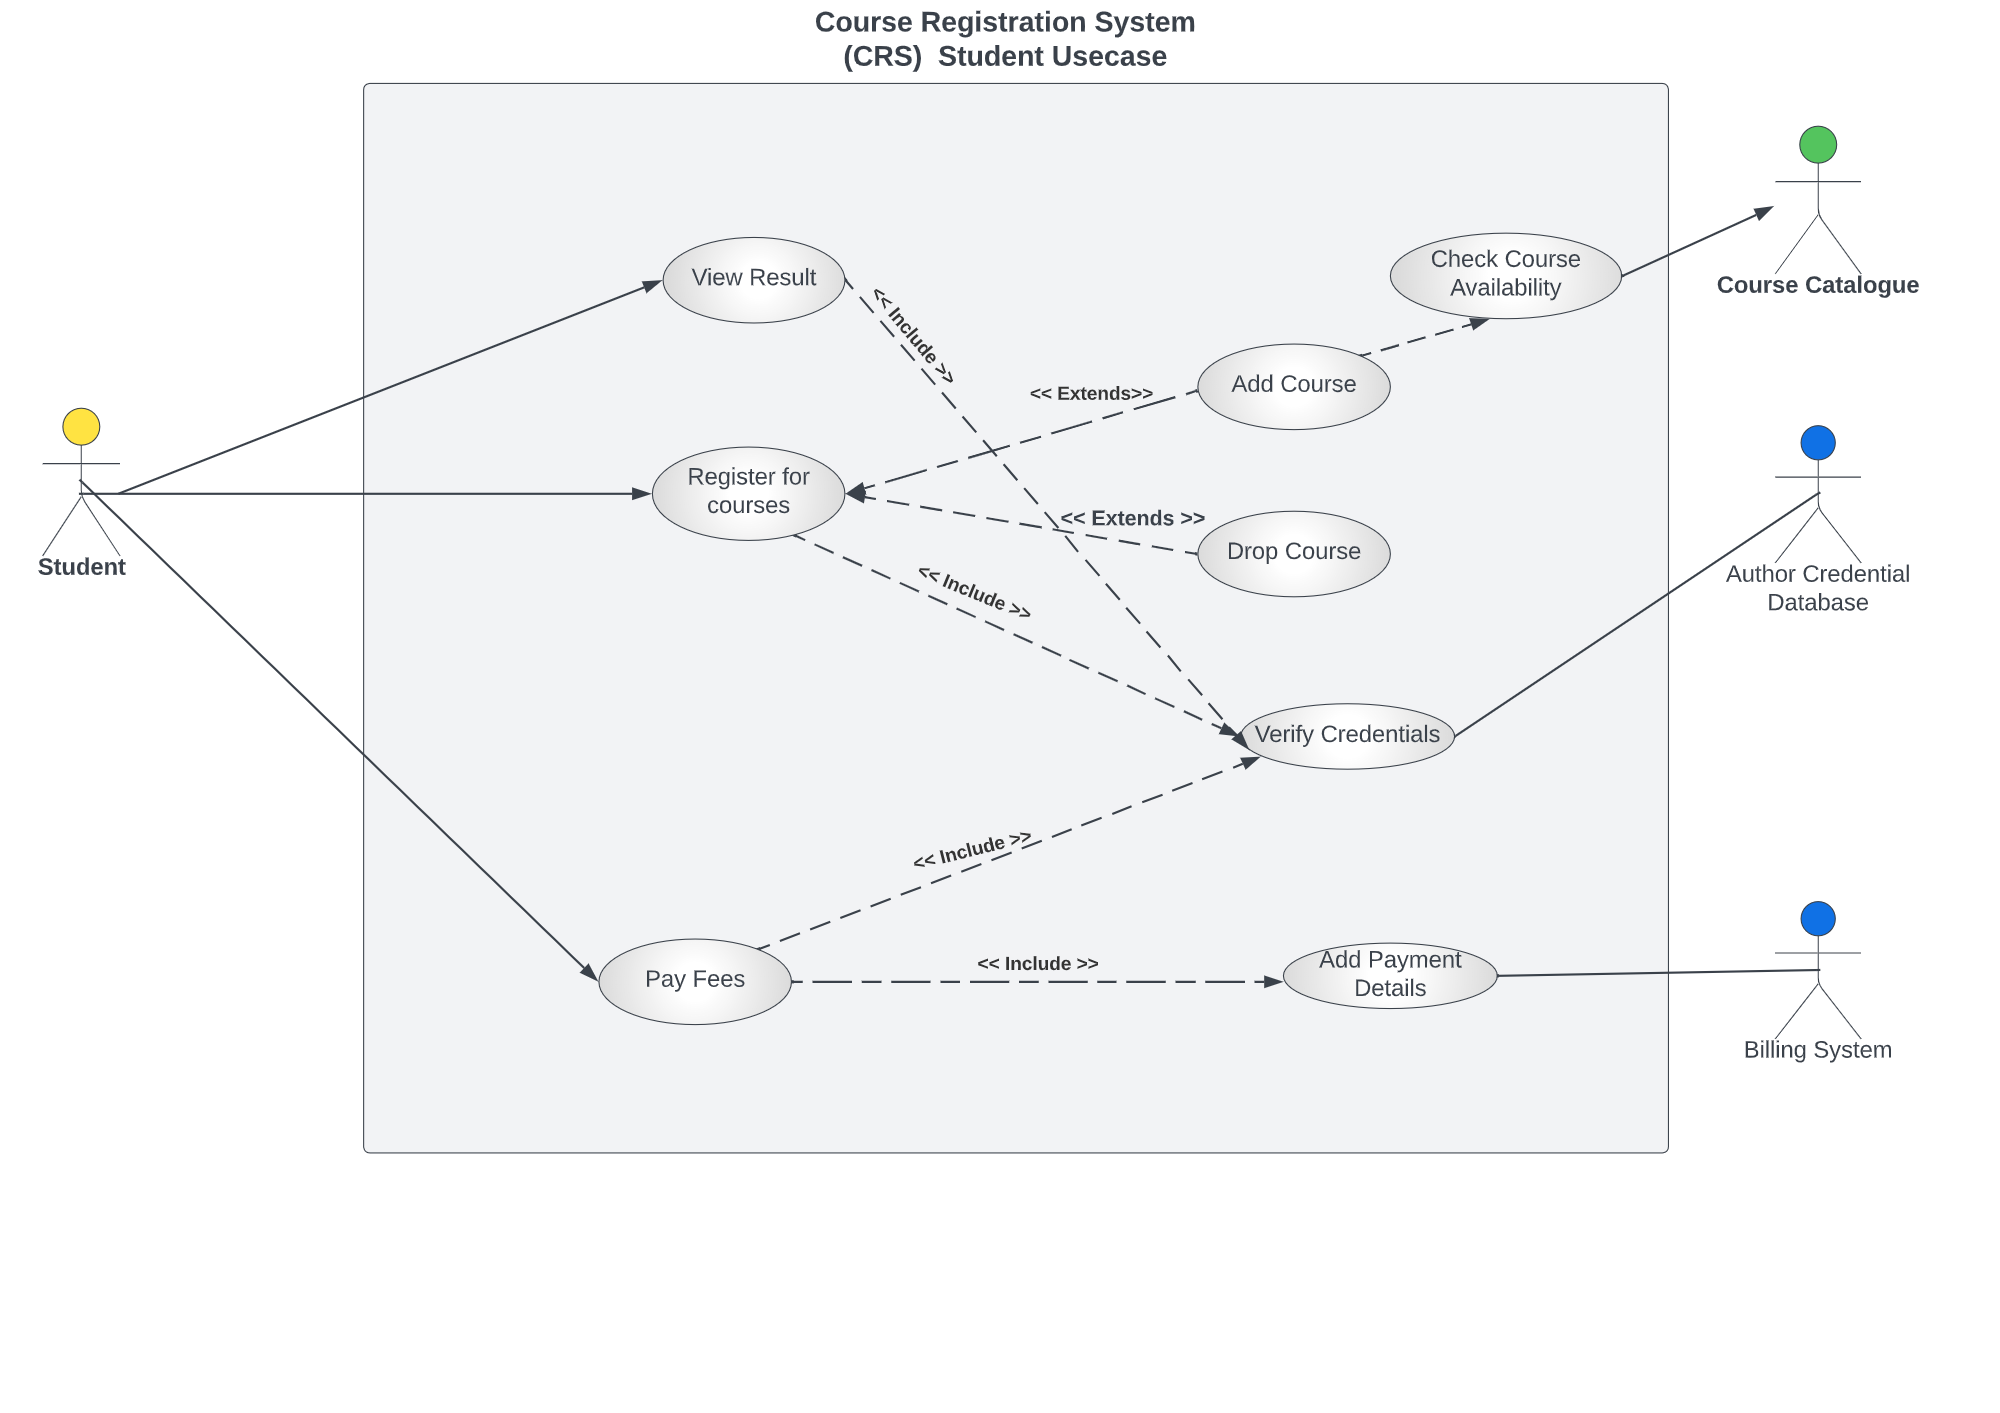 Course Registration System
(CRS)  Student Usecase
View Result
<< Include >>
Check Course
Availability
Course Catalogue
Add Course
<< Extends>>
Register for
courses
<< Extends >>
Drop Course
Student
<< Include >>
Author Credential
Database
Verify Credentials
<< Include >>
Pay Fees
<< Include >>
Add Payment
Details
Billing System